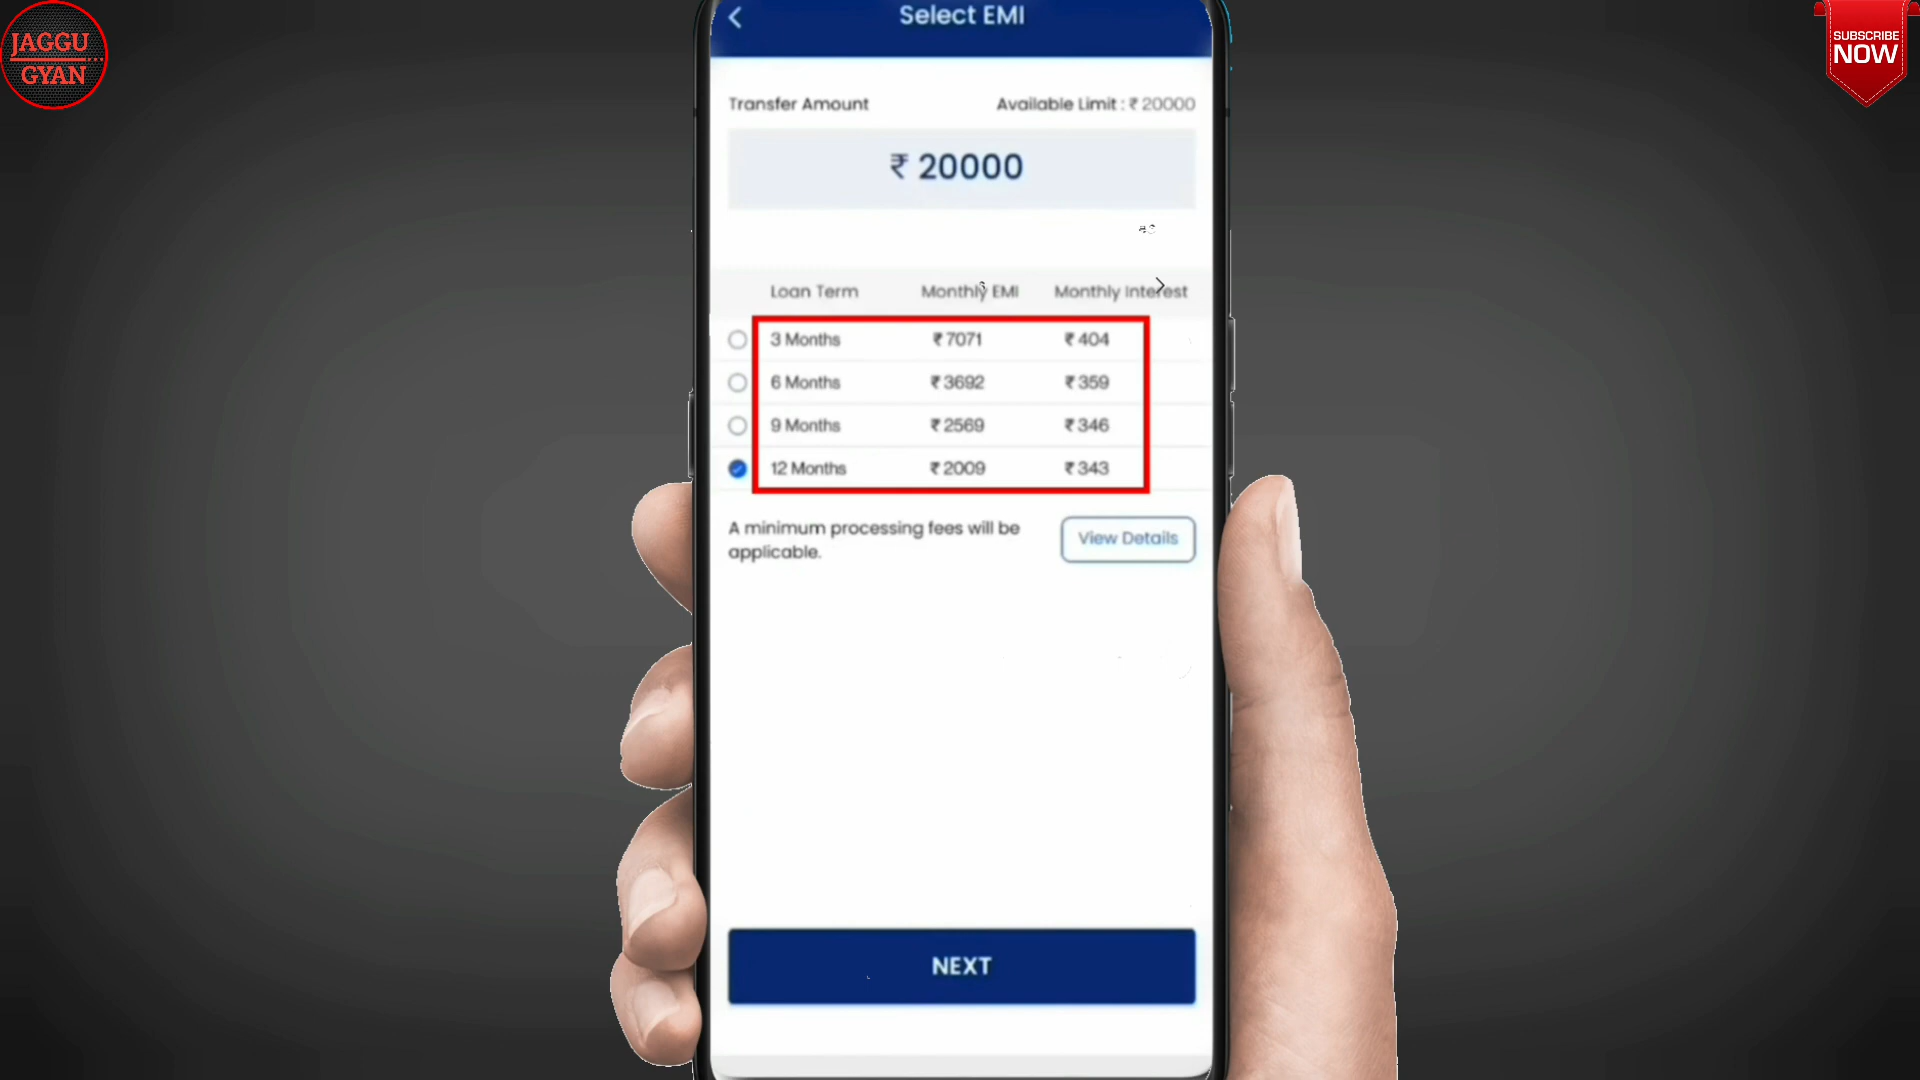 JAGGU
GYAN
SUBSCRIBE
NOW
Select EMI
Transfer Amount Available Limit : ₹ 20000
₹ 20000
Loan Term Monthly EMI Monthly Interest
3 Months ₹ 7071 ₹ 404
6 Months ₹ 3692 ₹ 359
9 Months ₹ 2569 ₹ 346
12 Months ₹ 2009 ₹ 343
A minimum processing fees will be
applicable.
View Details
NEXT